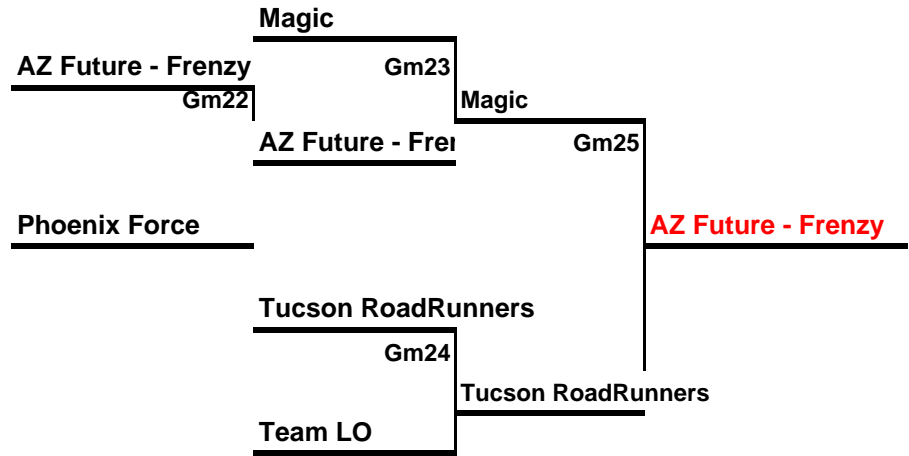 Magic
AZ Future - Frenzy
Gm23
Gm22
Magic
AZ Future - Fre
Gm25
Phoenix Force
AZ Future - Frenzy
Tucson RoadRunners
Gm24
Tucson RoadRunners
Team LO